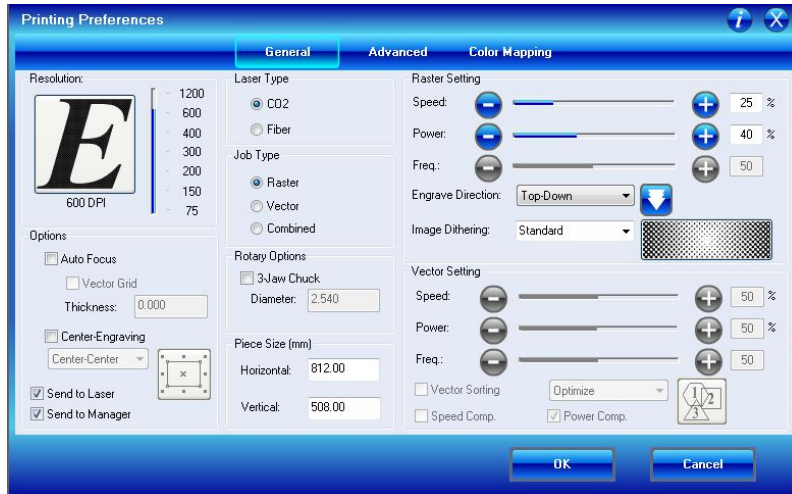 Printing Preferences
i X
General Advanced Color Mapping
Resolution:
E
600 DPI
1200
600
400
300
200
150
75
Options
Auto Focus
Vector Grid
Thickness: 0.000
Center-Engraving
Center-Center
Send to Laser
Send to Manager
Laser Type
CO2
Fiber
Job Type
Raster
Vector
Combined
Rotary Options
3-Jaw Chuck
Diameter: 2.540
Piece Size (mm)
Horizontal: 812.00
Vertical: 508.00
Raster Setting
Speed: 25 %
Power: 40 %
Freq.: 50
Engrave Direction: Top-Down
Image Dithering: Standard
Vector Setting
Speed: 50 %
Power: 50 %
Freq.: 50
Vector Sorting Optimize
Speed Comp. Power Comp.
1 2
3
OK Cancel